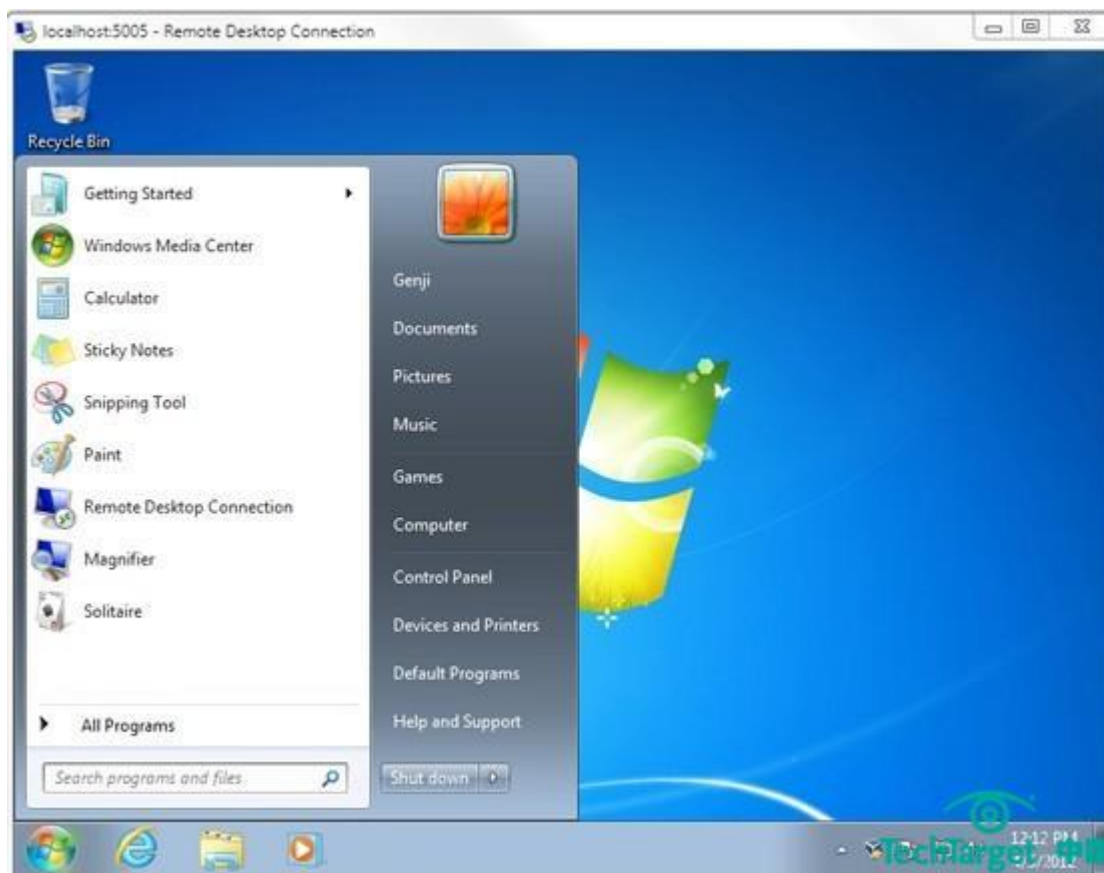 localhost:5005 - Remote Desktop Connection
Recycle Bin
Getting Started
Windows Media Center
Calculator
Sticky Notes
Snipping Tool
Paint
Remote Desktop Connection
Magnifier
Solitaire
All Programs
Search programs and files
Genji
Documents
Pictures
Music
Games
Computer
Control Panel
Devices and Printers
Default Programs
Help and Support
Shut down
12:12 PM
TechTarget